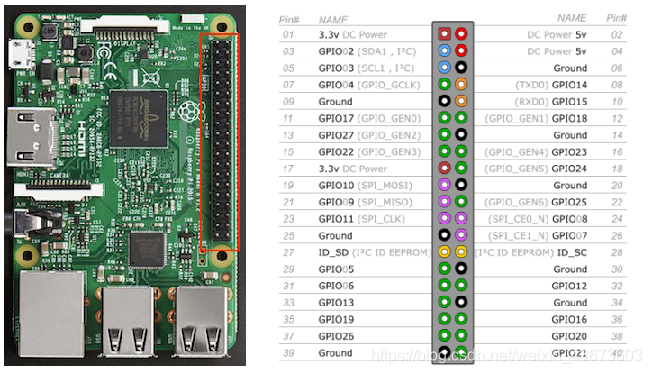 Pin# NAME NAME Pin#
01 3.3v DC Power DC Power 5v 02
03 GPIO02 (SDA1 , I²C) DC Power 5v 04
05 GPIO03 (SCL1 , I²C) Ground 06
07 GPIO04 (GPIO_GCLK) (TXD0) GPIO14 08
09 Ground (RXD0) GPIO15 10
11 GPIO17 (GPIO_GEN0) (GPIO_GEN1) GPIO18 12
13 GPIO27 (GPIO_GEN2) Ground 14
15 GPIO22 (GPIO_GEN3) (GPIO_GEN4) GPIO23 16
17 3.3v DC Power (GPIO_GEN5) GPIO24 18
19 GPIO10 (SPI_MOSI) Ground 20
21 GPIO09 (SPI_MISO) (GPIO_GEN6) GPIO25 22
23 GPIO11 (SPI_CLK) (SPI_CE0_N) GPIO08 24
25 Ground (SPI_CE1_N) GPIO07 26
27 ID_SD (I²C ID EEPROM) (I²C ID EEPROM) ID_SC 28
29 GPIO05 Ground 30
31 GPIO06 GPIO12 32
33 GPIO13 Ground 34
35 GPIO19 GPIO16 36
37 GPIO26 GPIO20 38
39 Ground GPIO21 40
HDMI
CAMERA